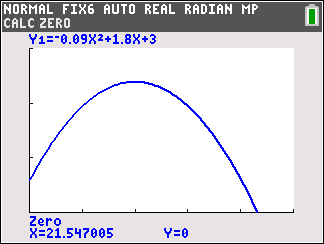 NORMAL FIX6 AUTO REAL RADIAN MP
CALC ZERO
Y₁=⁻0.09X²+1.8X+3
Zero
X=21.547005 Y=0